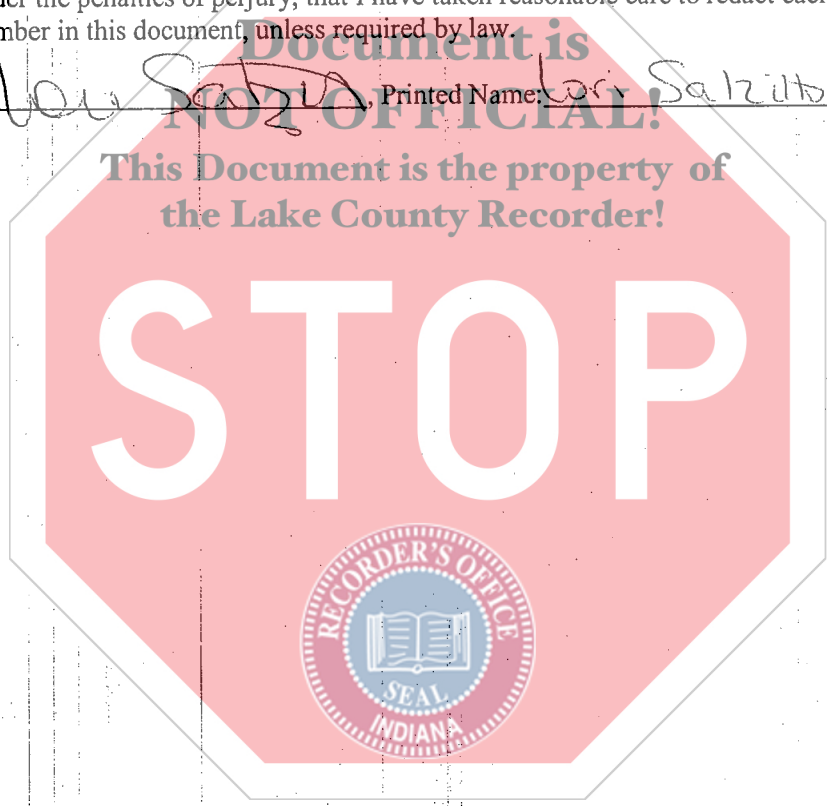 the penalties of perjury, that I have taken reasonable care to redact each
in this document, unless required by law.
Document is
, Printed Name: Lori Salzillo
NOT OFFICIAL!
This Document is the property of
the Lake County Recorder!
STOP
RECORDER'S OFFICE
SEAL
INDIANA